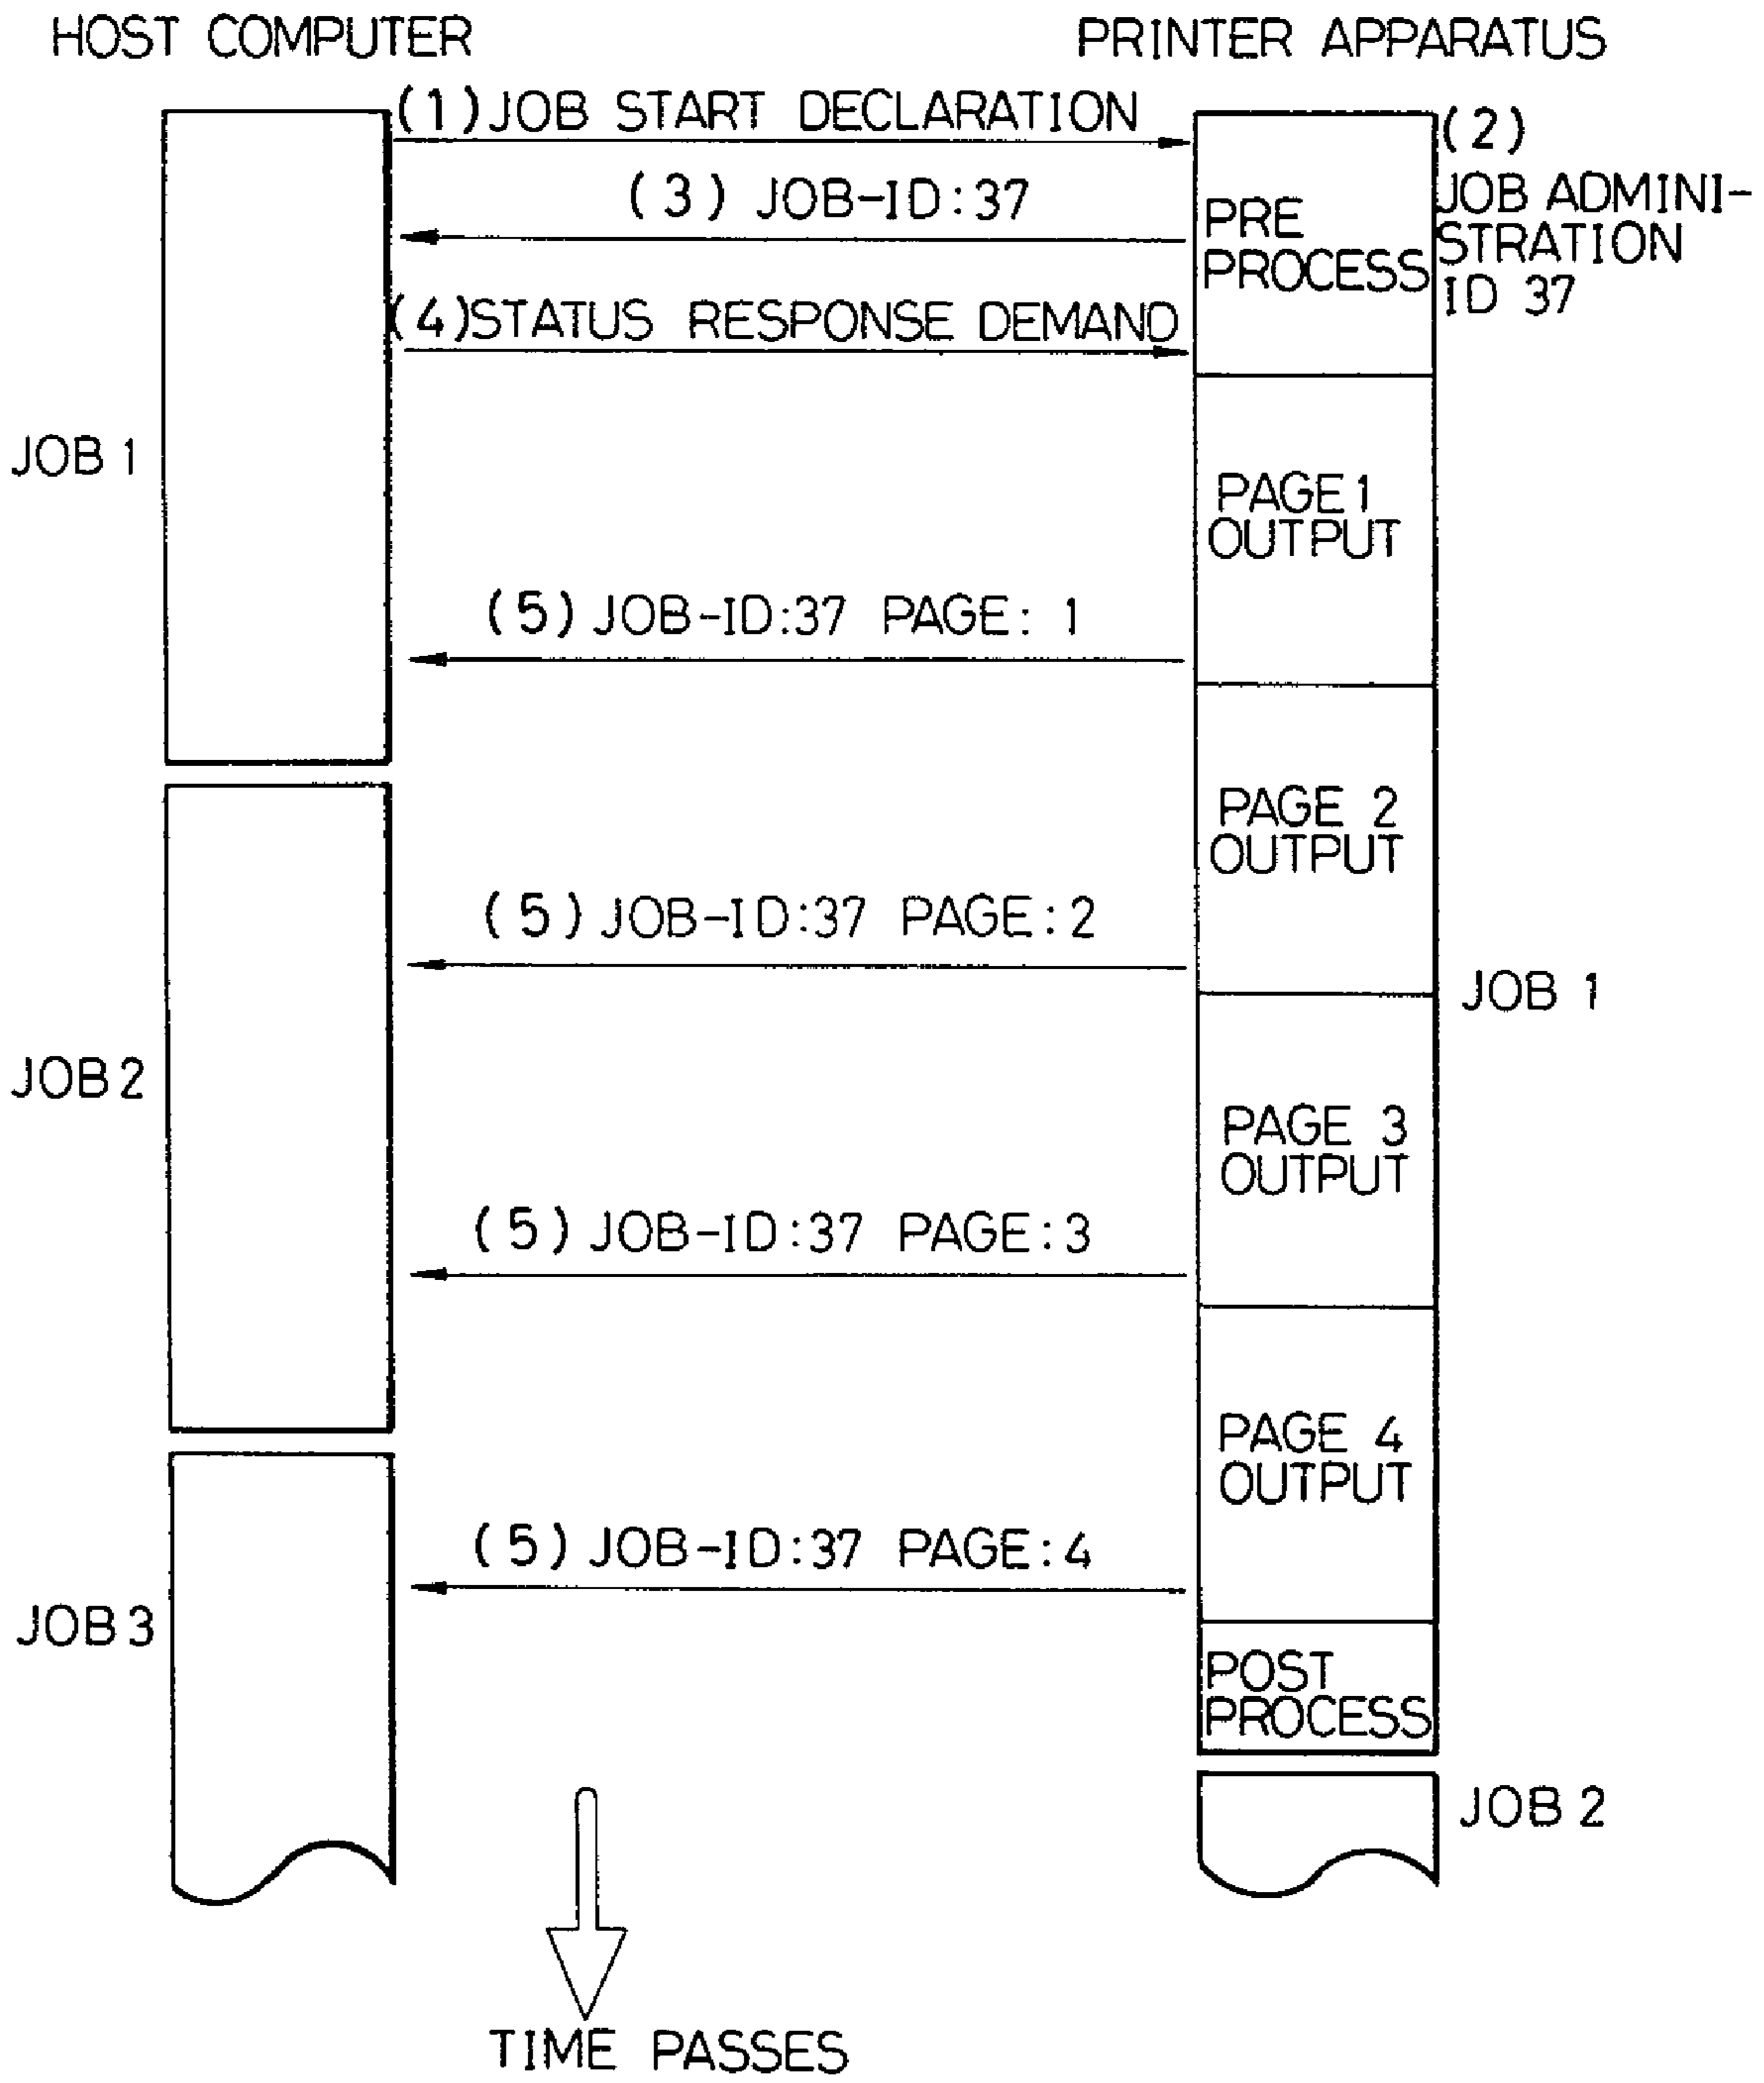 HOST COMPUTER
PRINTER APPARATUS
(1) JOB START DECLARATION
(2)
JOB ADMINI-
STRATION
ID 37
(3) JOB-ID:37
PRE
PROCESS
(4) STATUS RESPONSE DEMAND
JOB 1
PAGE 1
OUTPUT
(5) JOB-ID:37 PAGE: 1
PAGE 2
OUTPUT
(5) JOB-ID:37 PAGE:2
JOB 1
JOB 2
PAGE 3
OUTPUT
(5) JOB-ID:37 PAGE:3
PAGE 4
OUTPUT
(5) JOB-ID:37 PAGE:4
JOB 3
POST
PROCESS
JOB 2
TIME PASSES